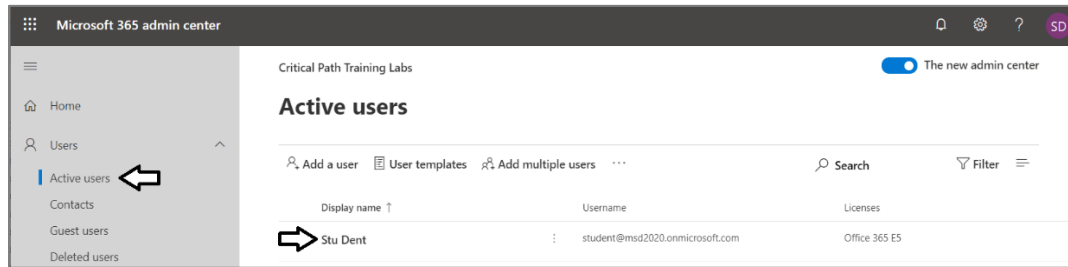 Microsoft 365 admin center
? SD
Critical Path Training Labs
The new admin center
Home
Active users
Users
Add a user User templates Add multiple users ... Search Filter
Active users
Display name ↑ Username Licenses
Contacts
Guest users
Stu Dent student@msd2020.onmicrosoft.com Office 365 E5
Deleted users